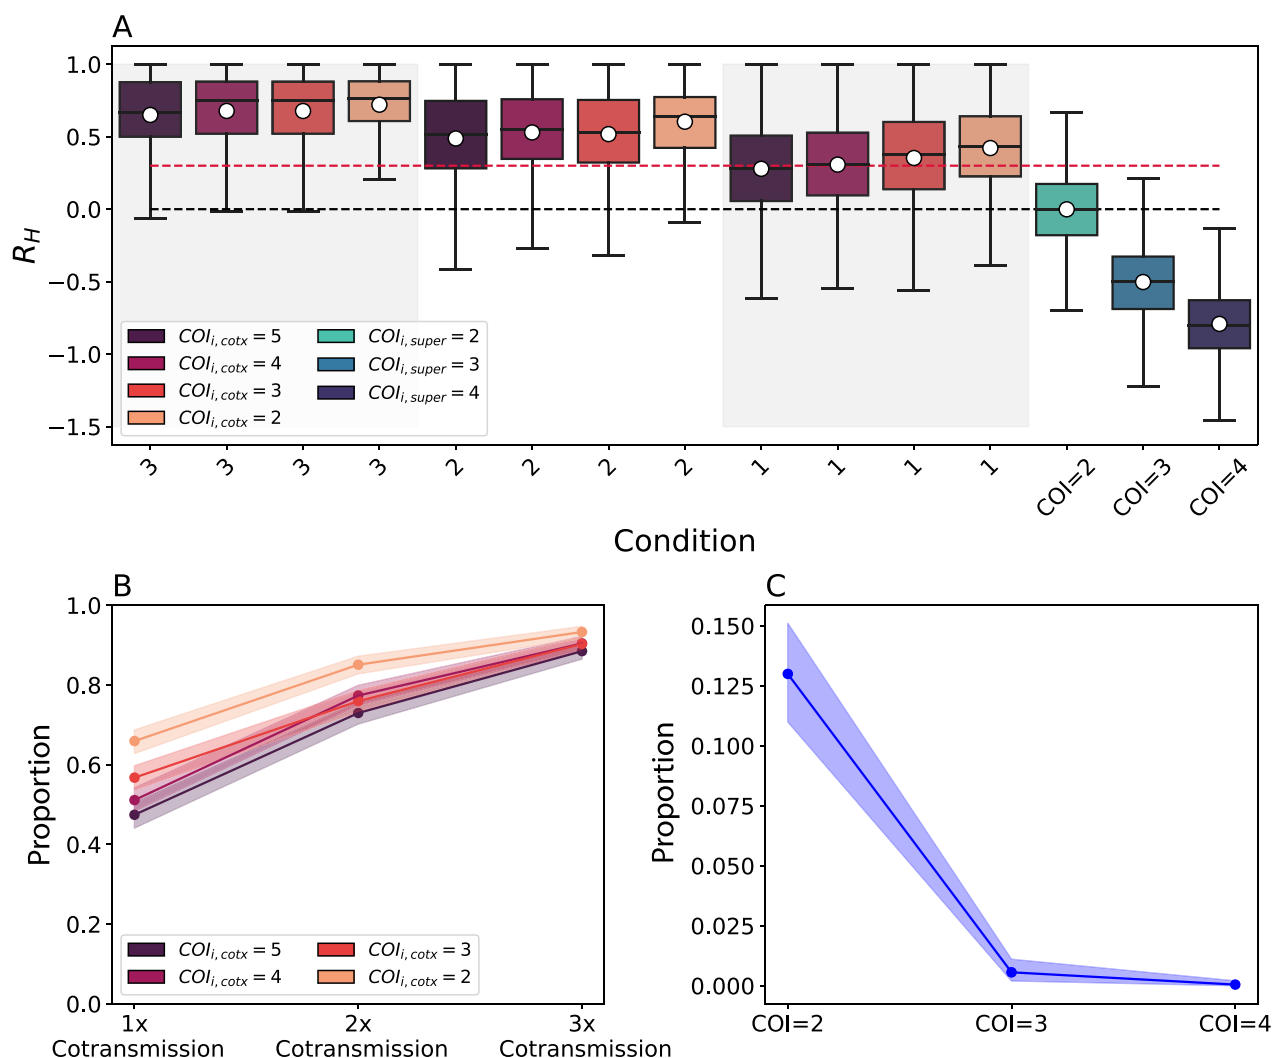 A
1.0
0.5
0.0
−0.5
−1.0
−1.5
R_H
COI_{i,cotx} = 5
COI_{i,cotx} = 4
COI_{i,cotx} = 3
COI_{i,cotx} = 2
COI_{i,super} = 2
COI_{i,super} = 3
COI_{i,super} = 4
3 3 3 3 2 2 2 2 1 1 1 1 COI=2 COI=3 COI=4
Condition
B
1.0
0.8
0.6
0.4
0.2
0.0
Proportion
COI_{i,cotx} = 5
COI_{i,cotx} = 4
COI_{i,cotx} = 3
COI_{i,cotx} = 2
1x 2x 3x
Cotransmission Cotransmission Cotransmission
C
0.150
0.125
0.100
0.075
0.050
0.025
0.000
Proportion
COI=2 COI=3 COI=4